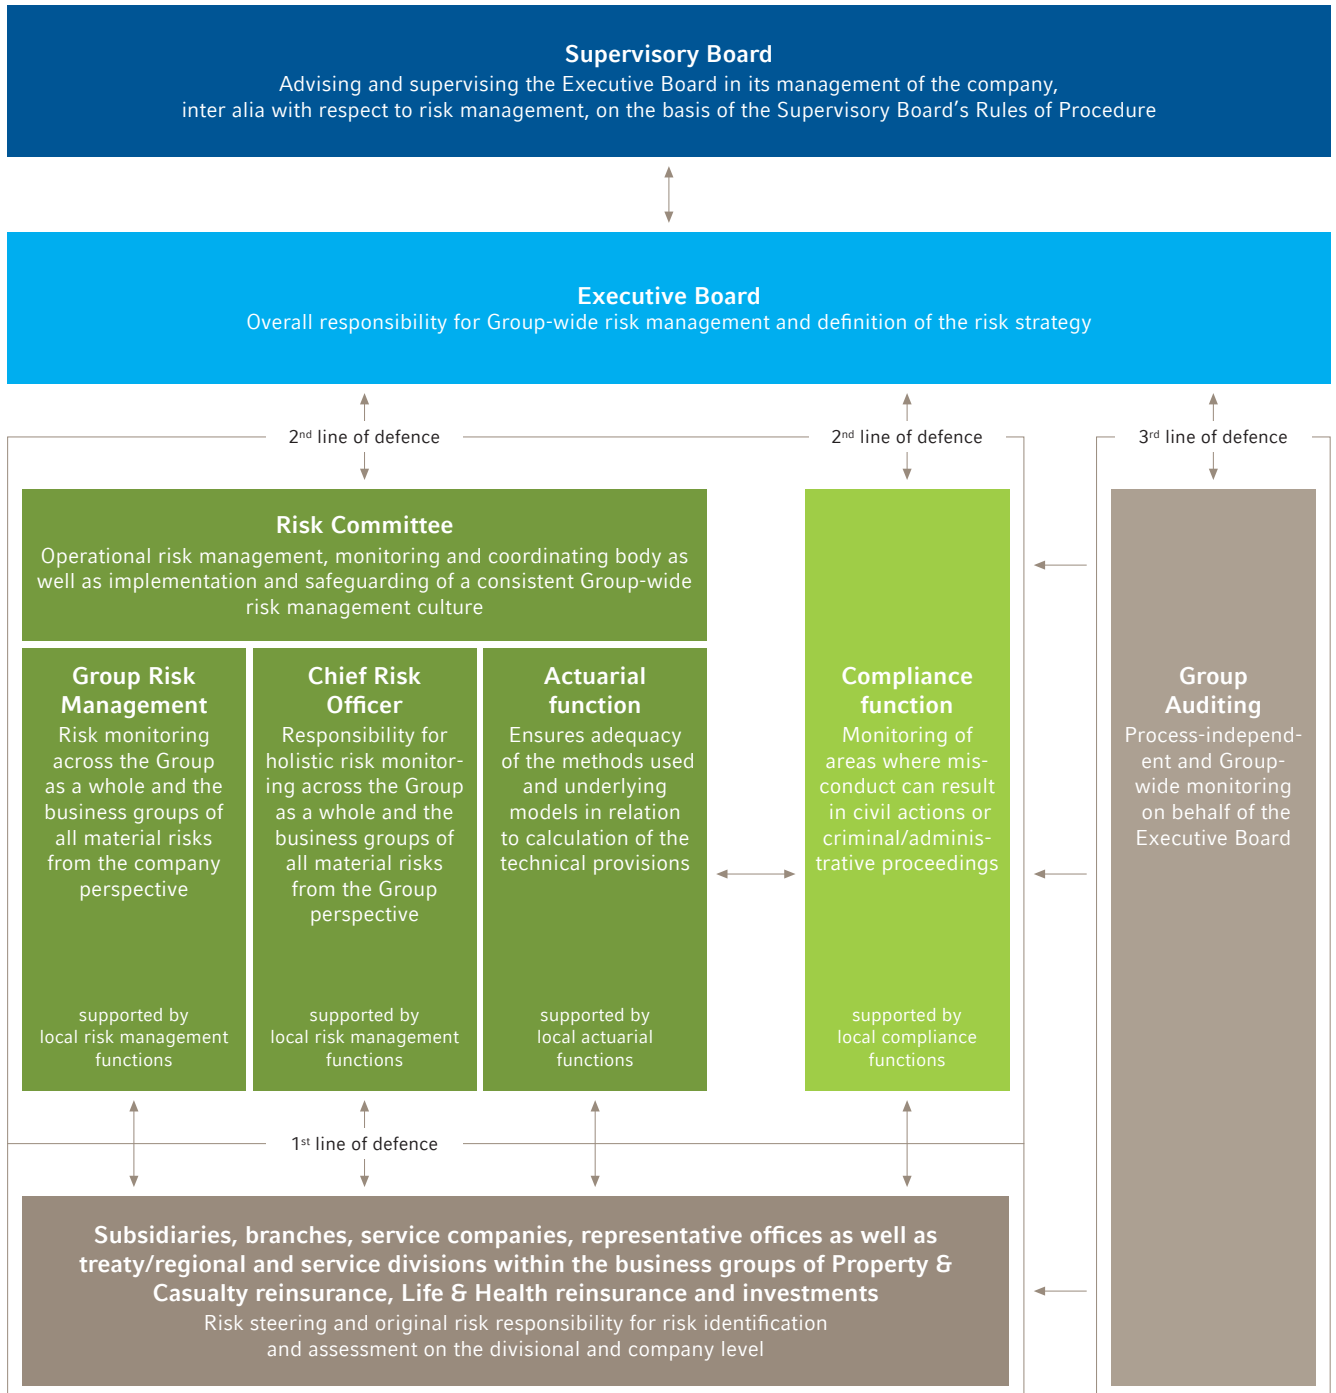 Supervisory Board
Advising and supervising the Executive Board in its management of the company,
inter alia with respect to risk management, on the basis of the Supervisory Board’s Rules of Procedure
Executive Board
Overall responsibility for Group-wide risk management and definition of the risk strategy
2nd line of defence
2nd line of defence
3rd line of defence
Risk Committee
Operational risk management, monitoring and coordinating body as
well as implementation and safeguarding of a consistent Group-wide
risk management culture
Group Risk
Management
Risk monitoring
across the Group
as a whole and the
business groups of
all material risks
from the company
perspective
supported by
local risk management
functions
Chief Risk
Officer
Responsibility for
holistic risk monitor-
ing across the Group
as a whole and the
business groups of
all material risks
from the Group
perspective
supported by
local risk management
functions
Actuarial
function
Ensures adequacy
of the methods used
and underlying
models in relation
to calculation of the
technical provisions
supported by
local actuarial
functions
Compliance
function
Monitoring of
areas where mis-
conduct can result
in civil actions or
criminal/adminis-
trative proceedings
supported by
local compliance
functions
Group
Auditing
Process-independ-
ent and Group-
wide monitoring
on behalf of the
Executive Board
1st line of defence
Subsidiaries, branches, service companies, representative offices as well as
treaty/regional and service divisions within the business groups of Property &
Casualty reinsurance, Life & Health reinsurance and investments
Risk steering and original risk responsibility for risk identification
and assessment on the divisional and company level